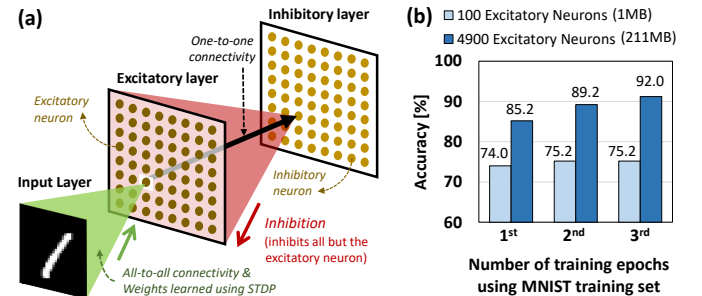 (a)
Inhibitory layer
One-to-one
connectivity
Excitatory layer
Excitatory
neuron
Inhibitory
neuron
Input Layer
Inhibition
(inhibits all but the
excitatory neuron)
All-to-all connectivity &
Weights learned using STDP
(b)
100 Excitatory Neurons (1MB)
4900 Excitatory Neurons (211MB)
Accuracy [%]
100
90
80
70
60
74.0
85.2
75.2
89.2
75.2
92.0
1st
2nd
3rd
Number of training epochs
using MNIST training set